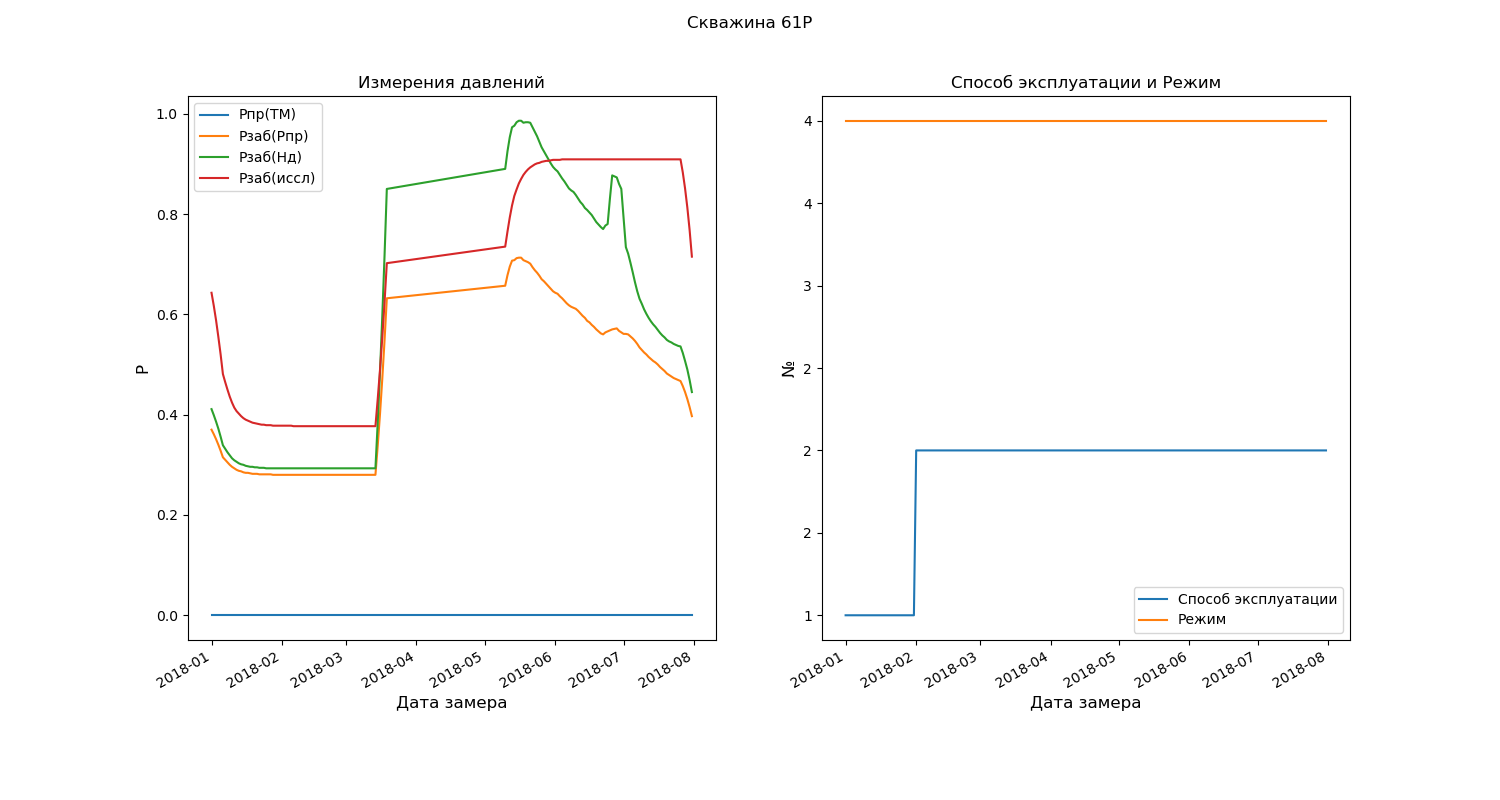 Скважина 61P
Измерения давлений
Рпр(ТМ)
Рзаб(Рпр)
Рзаб(Нд)
Рзаб(иссл)
1.0
0.8
0.6
0.4
0.2
0.0
P
2018-01
2018-02
2018-03
2018-04
2018-05
2018-06
2018-07
2018-08
Дата замера
Способ эксплуатации и Режим
4
4
3
2
2
2
1
№
Способ эксплуатации
Режим
2018-01
2018-02
2018-03
2018-04
2018-05
2018-06
2018-07
2018-08
Дата замера